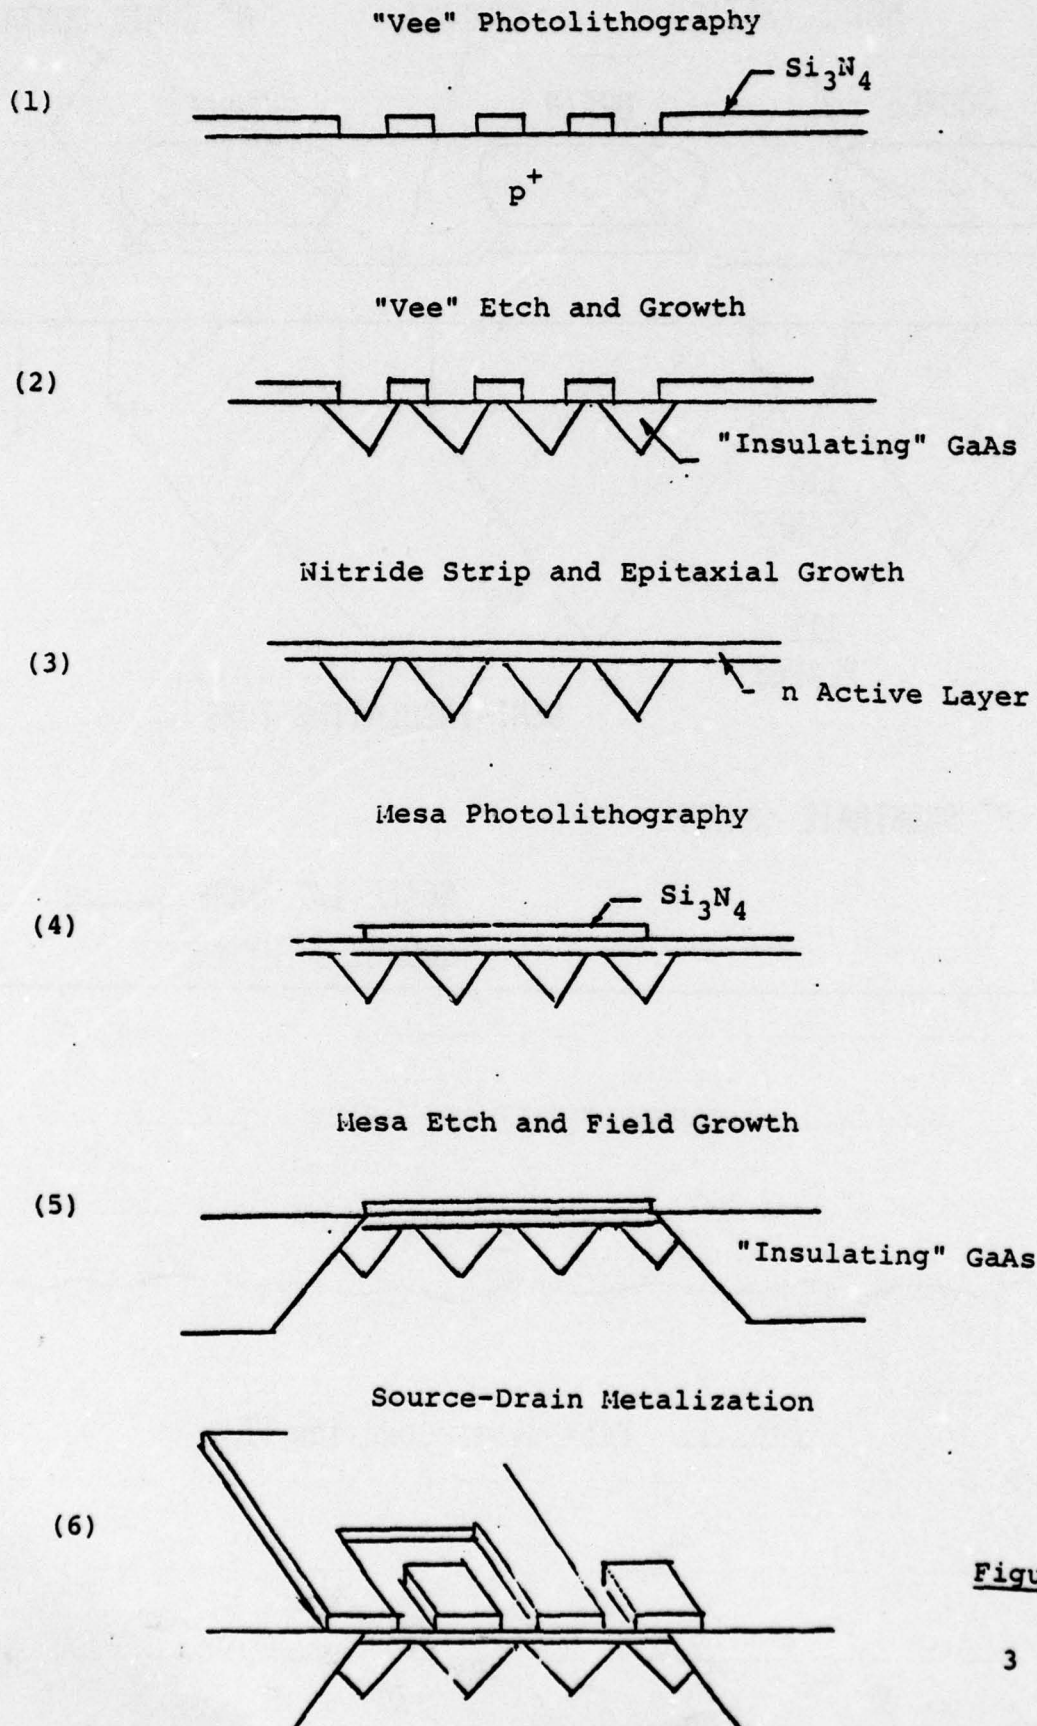 "Vee" Photolithography
(1)
Si₃N₄
p⁺
"Vee" Etch and Growth
(2)
"Insulating" GaAs
Nitride Strip and Epitaxial Growth
(3)
n Active Layer
Mesa Photolithography
(4)
Si₃N₄
Mesa Etch and Field Growth
(5)
"Insulating" GaAs
Source-Drain Metalization
(6)
Figu
3